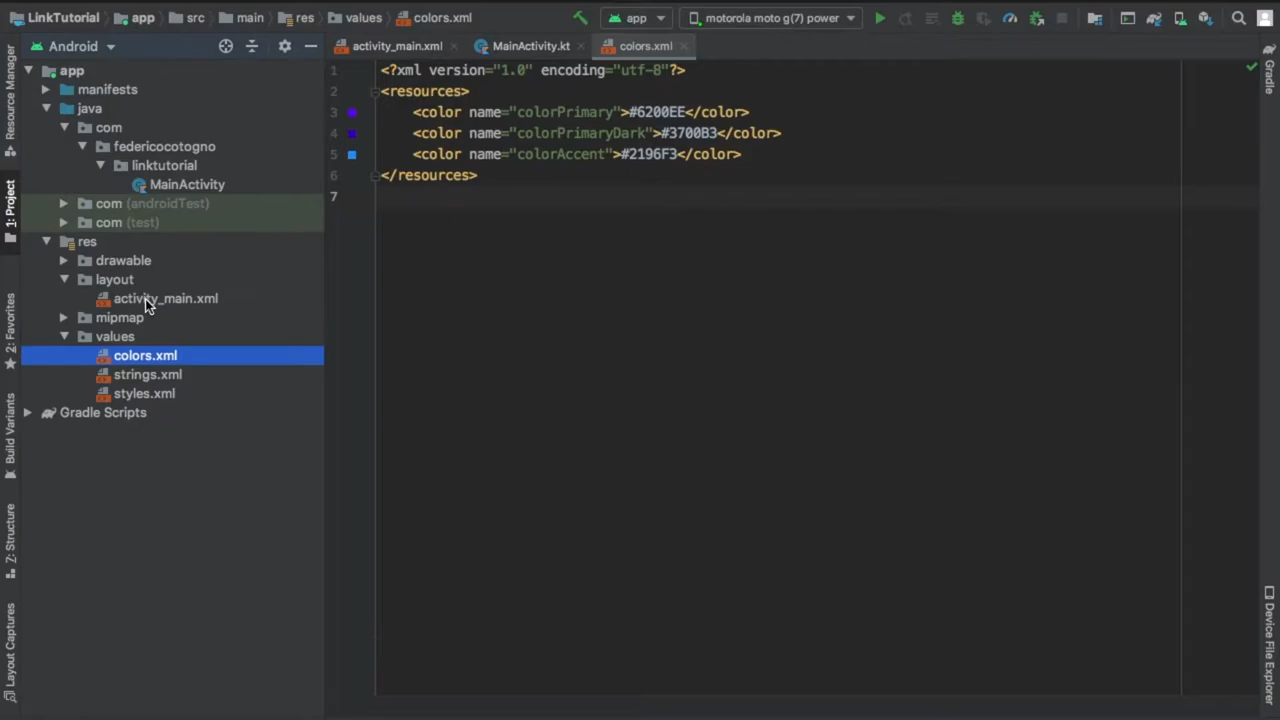 LinkTutorial app src main res values colors.xml app motorola moto g(7) power
Android
activity_main.xml MainActivity.kt colors.xml
app
manifests
java
com
federicocotogno
linktutorial
MainActivity
com (androidTest)
com (test)
res
drawable
layout
activity_main.xml
mipmap
values
colors.xml
strings.xml
styles.xml
Gradle Scripts
1 <?xml version="1.0" encoding="utf-8"?>
2 <resources>
3 <color name="colorPrimary">#6200EE</color>
4 <color name="colorPrimaryDark">#3700B3</color>
5 <color name="colorAccent">#2196F3</color>
6 </resources>
7
Resource Manager
1: Project
2: Favorites
Build Variants
7: Structure
Layout Captures
Gradle
Device File Explorer